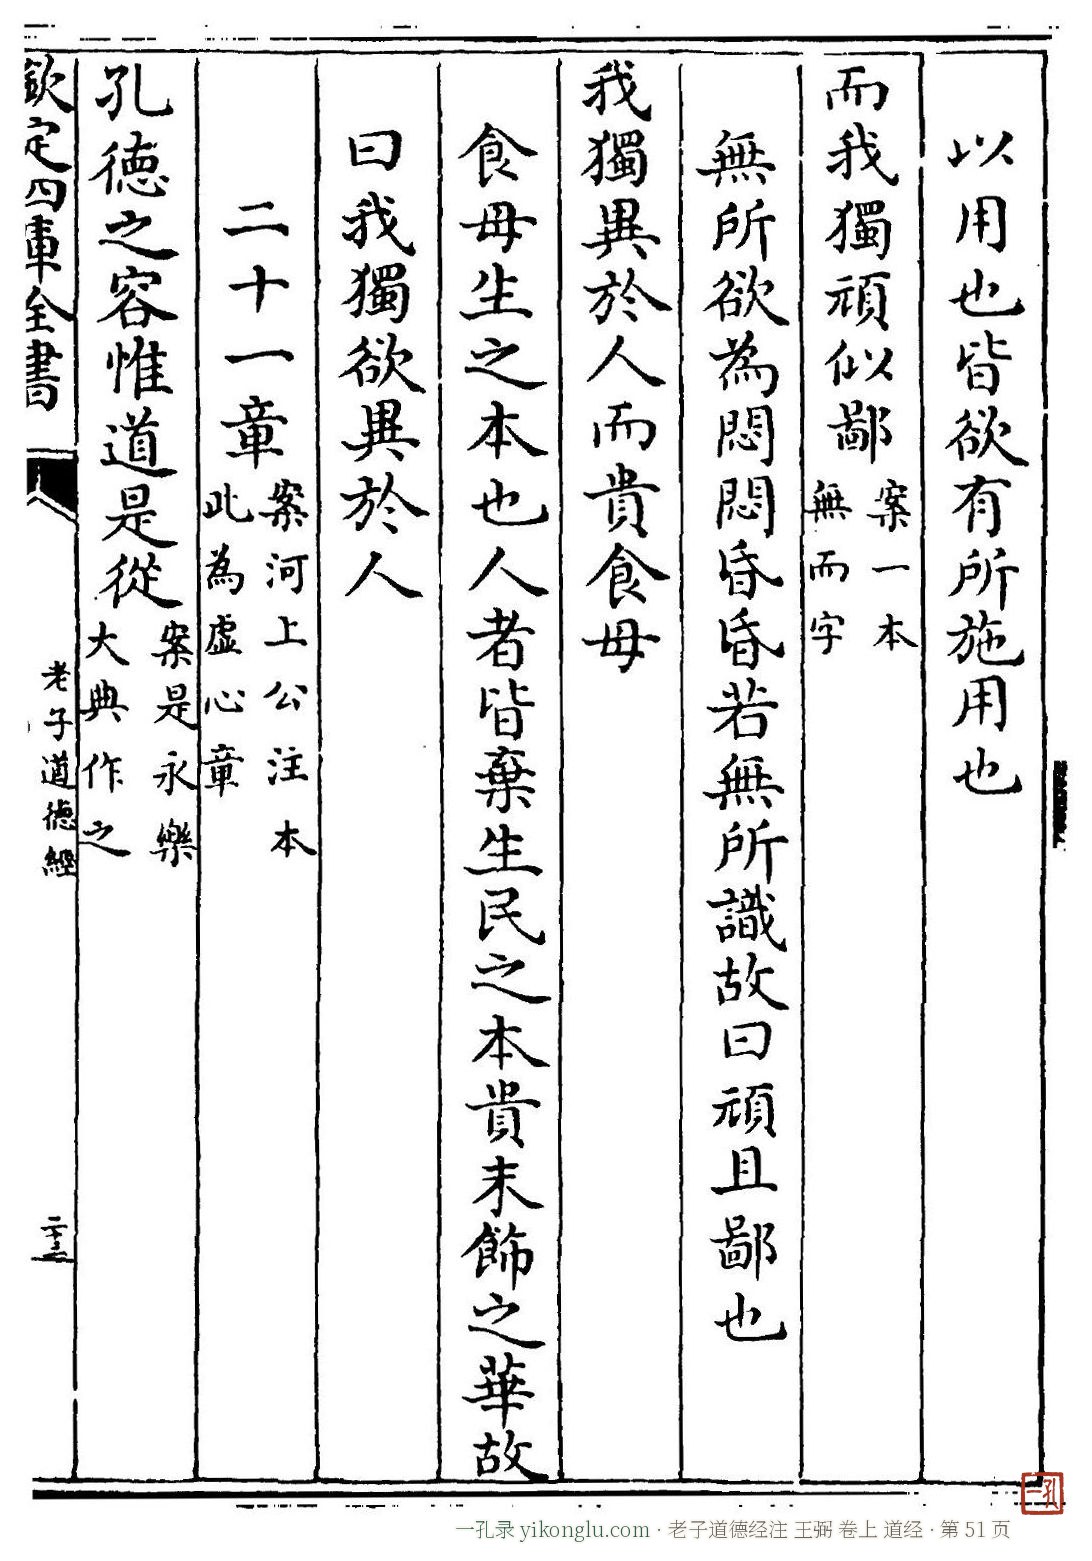 以用也皆欲有所施用也
而我獨頑似鄙案一本無而字
無所欲為悶悶昏昏若無所識故曰頑且鄙也
我獨異於人而貴食母
食母生之本也人者皆棄生民之本貴末飾之華故
曰我獨欲異於人
二十一章案河上公注本此為虛心章
孔德之容惟道是從案是永樂大典作之
欽定四庫全書
老子道德經
一孔
一孔录 yikonglu.com · 老子道德经注 王弼 卷上 道经 · 第 51 页